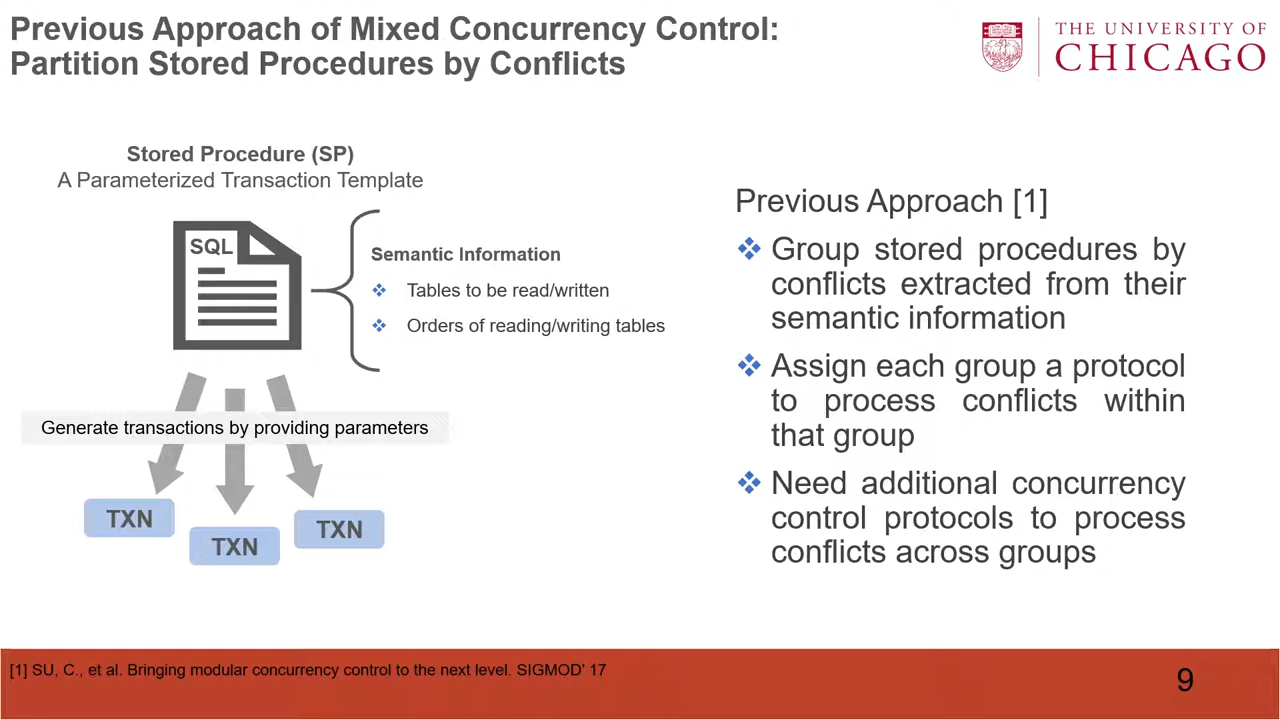 Previous Approach of Mixed Concurrency Control:
Partition Stored Procedures by Conflicts
THE UNIVERSITY OF
CHICAGO
Stored Procedure (SP)
A Parameterized Transaction Template
SQL
Semantic Information
Tables to be read/written
Orders of reading/writing tables
Generate transactions by providing parameters
TXN
TXN
TXN
Previous Approach [1]
Group stored procedures by
conflicts extracted from their
semantic information
Assign each group a protocol
to process conflicts within
that group
Need additional concurrency
control protocols to process
conflicts across groups
[1] SU, C., et al. Bringing modular concurrency control to the next level. SIGMOD' 17
9